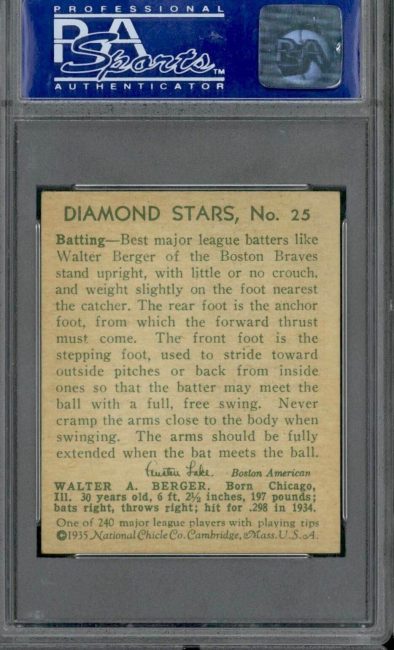 PROFESSIONAL
PSA
Sports™
AUTHENTICATOR
PSA
DIAMOND STARS, No. 25
Batting—Best major league batters like
Walter Berger of the Boston Braves
stand upright, with little or no crouch,
and weight slightly on the foot nearest
the catcher. The rear foot is the anchor
foot, from which the forward thrust
must come. The front foot is the
stepping foot, used to stride toward
outside pitches or back from inside
ones so that the batter may meet the
ball with a full, free swing. Never
cramp the arms close to the body when
swinging. The arms should be fully
extended when the bat meets the ball.
Austen Lake. Boston American
WALTER A. BERGER. Born Chicago,
Ill. 30 years old, 6 ft. 2½ inches, 197 pounds;
bats right, throws right; hit for .298 in 1934.
One of 240 major league players with playing tips
©1935 National Chicle Co. Cambridge, Mass. U.S.A.